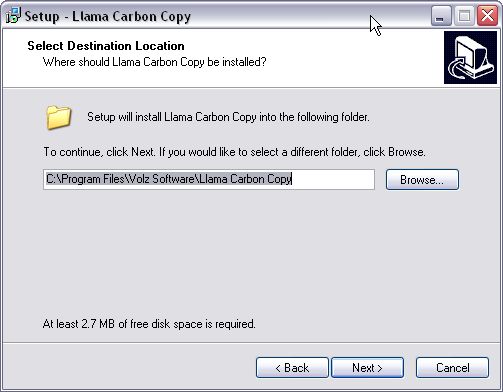 Setup - Llama Carbon Copy
Select Destination Location
Where should Llama Carbon Copy be installed?
Setup will install Llama Carbon Copy into the following folder.
To continue, click Next. If you would like to select a different folder, click Browse.
C:\Program Files\Volz Software\Llama Carbon Copy
Browse...
At least 2.7 MB of free disk space is required.
< Back
Next >
Cancel